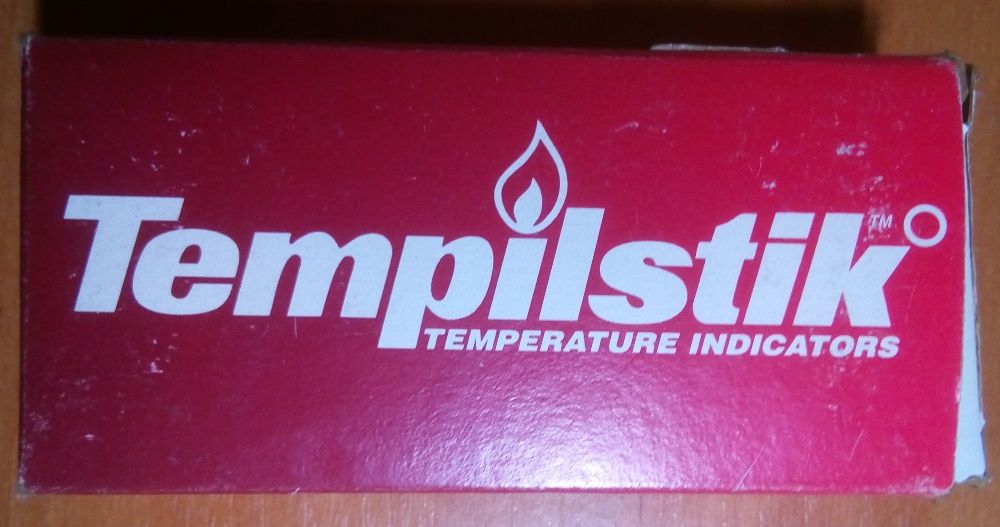 Tempilstik™°
TEMPERATURE INDICATORS